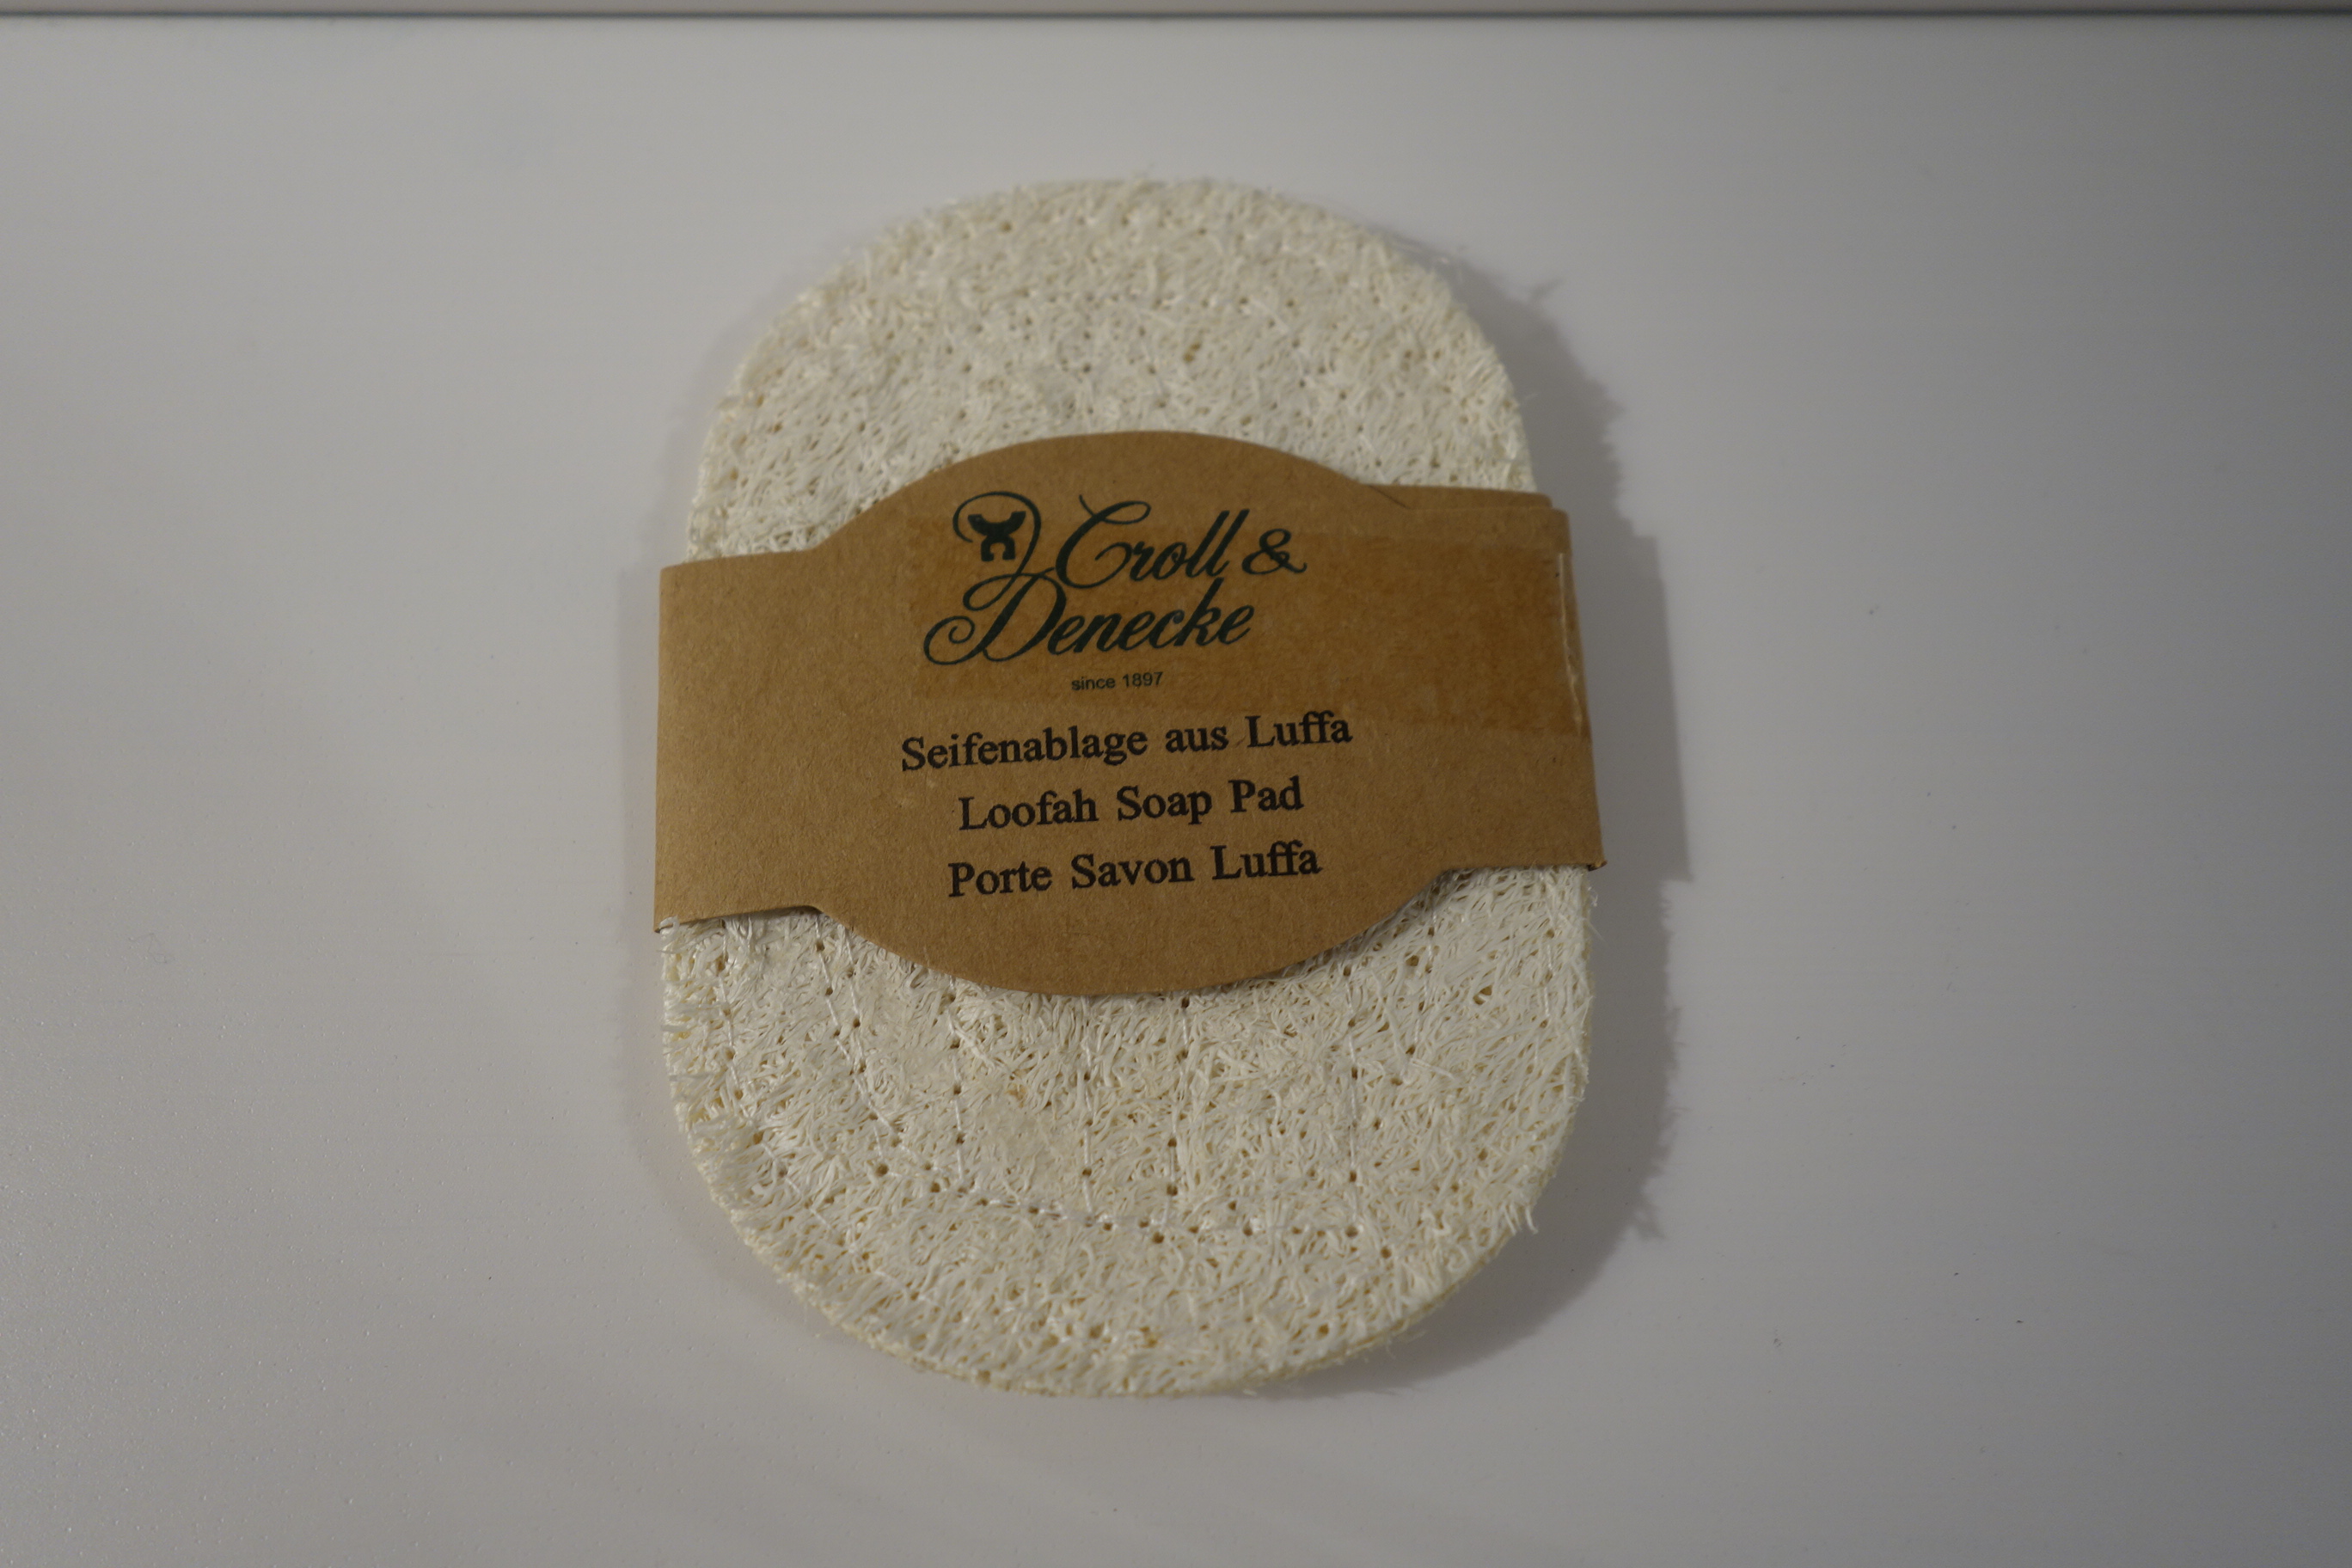 Croll &
Denecke
since 1897
Seifenablage aus Luffa
Loofah Soap Pad
Porte Savon Luffa